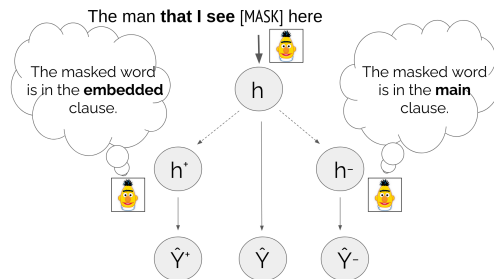 The man that I see [MASK] here
The masked word
is in the embedded
clause.
The masked word
is in the main
clause.
h
h⁺
h⁻
Ŷ⁺
Ŷ
Ŷ⁻